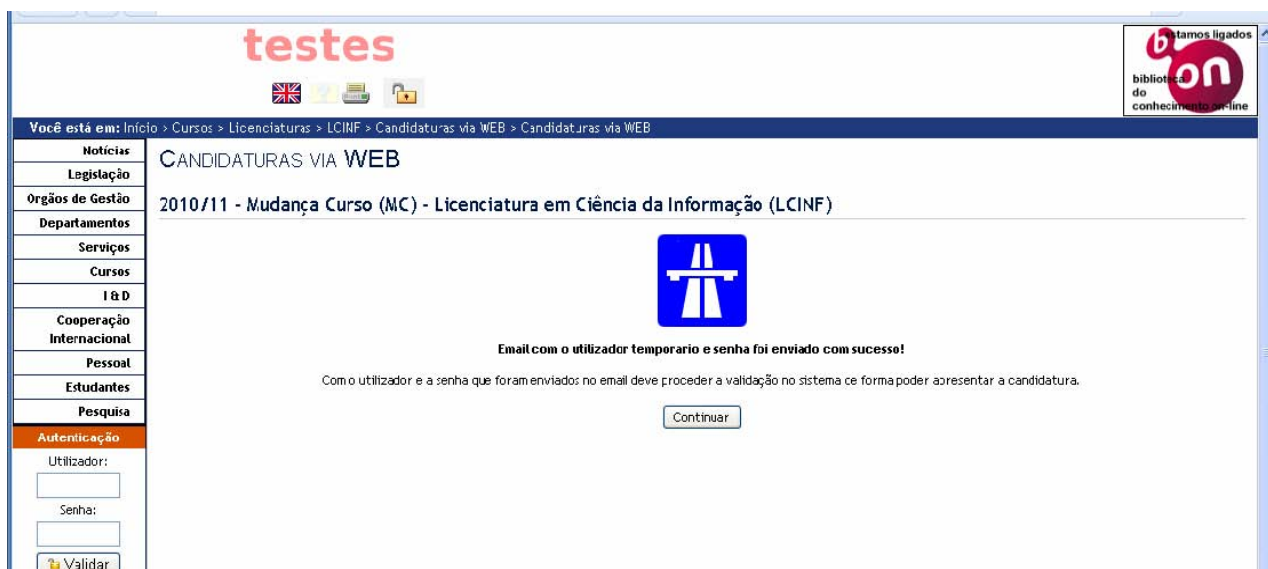 testes
estamos ligados
b
on
biblioteca
do
conhecimento on-line
Você está em: Início > Cursos > Licenciaturas > LCINF > Candidaturas via WEB > Candidaturas via WEB
Notícias
Legislação
Orgãos de Gestão
Departamentos
Serviços
Cursos
I & D
Cooperação
Internacional
Pessoal
Estudantes
Pesquisa
Autenticação
Utilizador:
Senha:
Validar
CANDIDATURAS VIA WEB
2010/11 - Mudança Curso (MC) - Licenciatura em Ciência da Informação (LCINF)
Email com o utilizador temporario e senha foi enviado com sucesso!
Com o utilizador e a senha que foram enviados no email deve proceder a validação no sistema de forma poder apresentar a candidatura.
Continuar